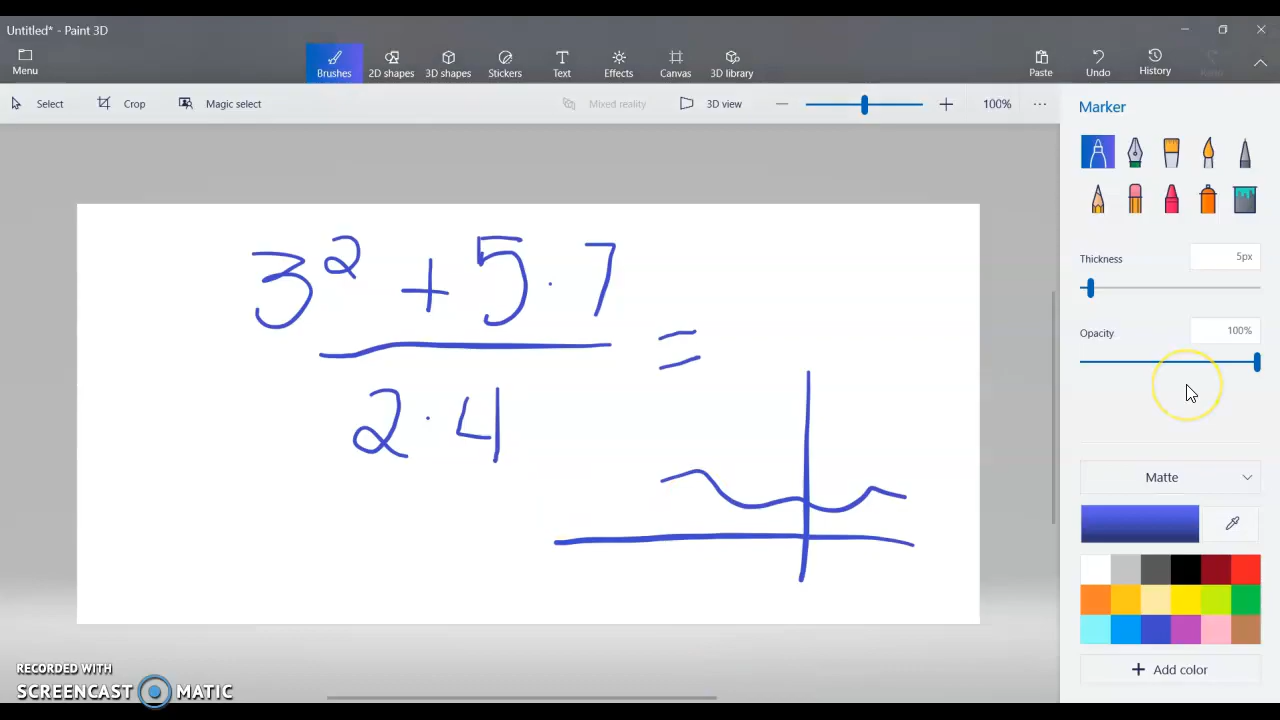 Untitled* - Paint 3D
Menu
Brushes 2D shapes 3D shapes Stickers Text Effects Canvas 3D library Paste Undo History
Select Crop Magic select Mixed reality 3D view 100%
Marker
Thickness 5px
Opacity 100%
3² + 5 · 7
=
2 · 4
Matte
+ Add color
RECORDED WITH
SCREENCAST MATIC